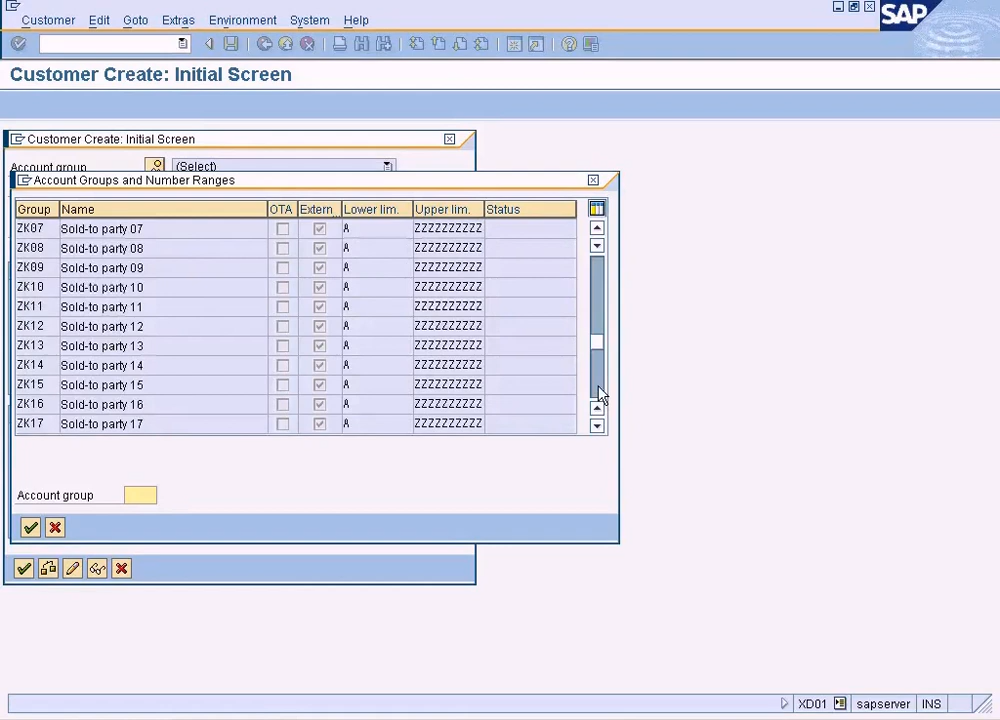 SAP
Customer Edit Goto Extras Environment System Help
Customer Create: Initial Screen
Customer Create: Initial Screen
Account group (Select)
Account Groups and Number Ranges
Group Name OTA Extern Lower lim. Upper lim. Status
ZK07 Sold-to party 07 A ZZZZZZZZZZ
ZK08 Sold-to party 08 A ZZZZZZZZZZ
ZK09 Sold-to party 09 A ZZZZZZZZZZ
ZK10 Sold-to party 10 A ZZZZZZZZZZ
ZK11 Sold-to party 11 A ZZZZZZZZZZ
ZK12 Sold-to party 12 A ZZZZZZZZZZ
ZK13 Sold-to party 13 A ZZZZZZZZZZ
ZK14 Sold-to party 14 A ZZZZZZZZZZ
ZK15 Sold-to party 15 A ZZZZZZZZZZ
ZK16 Sold-to party 16 A ZZZZZZZZZZ
ZK17 Sold-to party 17 A ZZZZZZZZZZ
Account group
XD01 sapserver INS